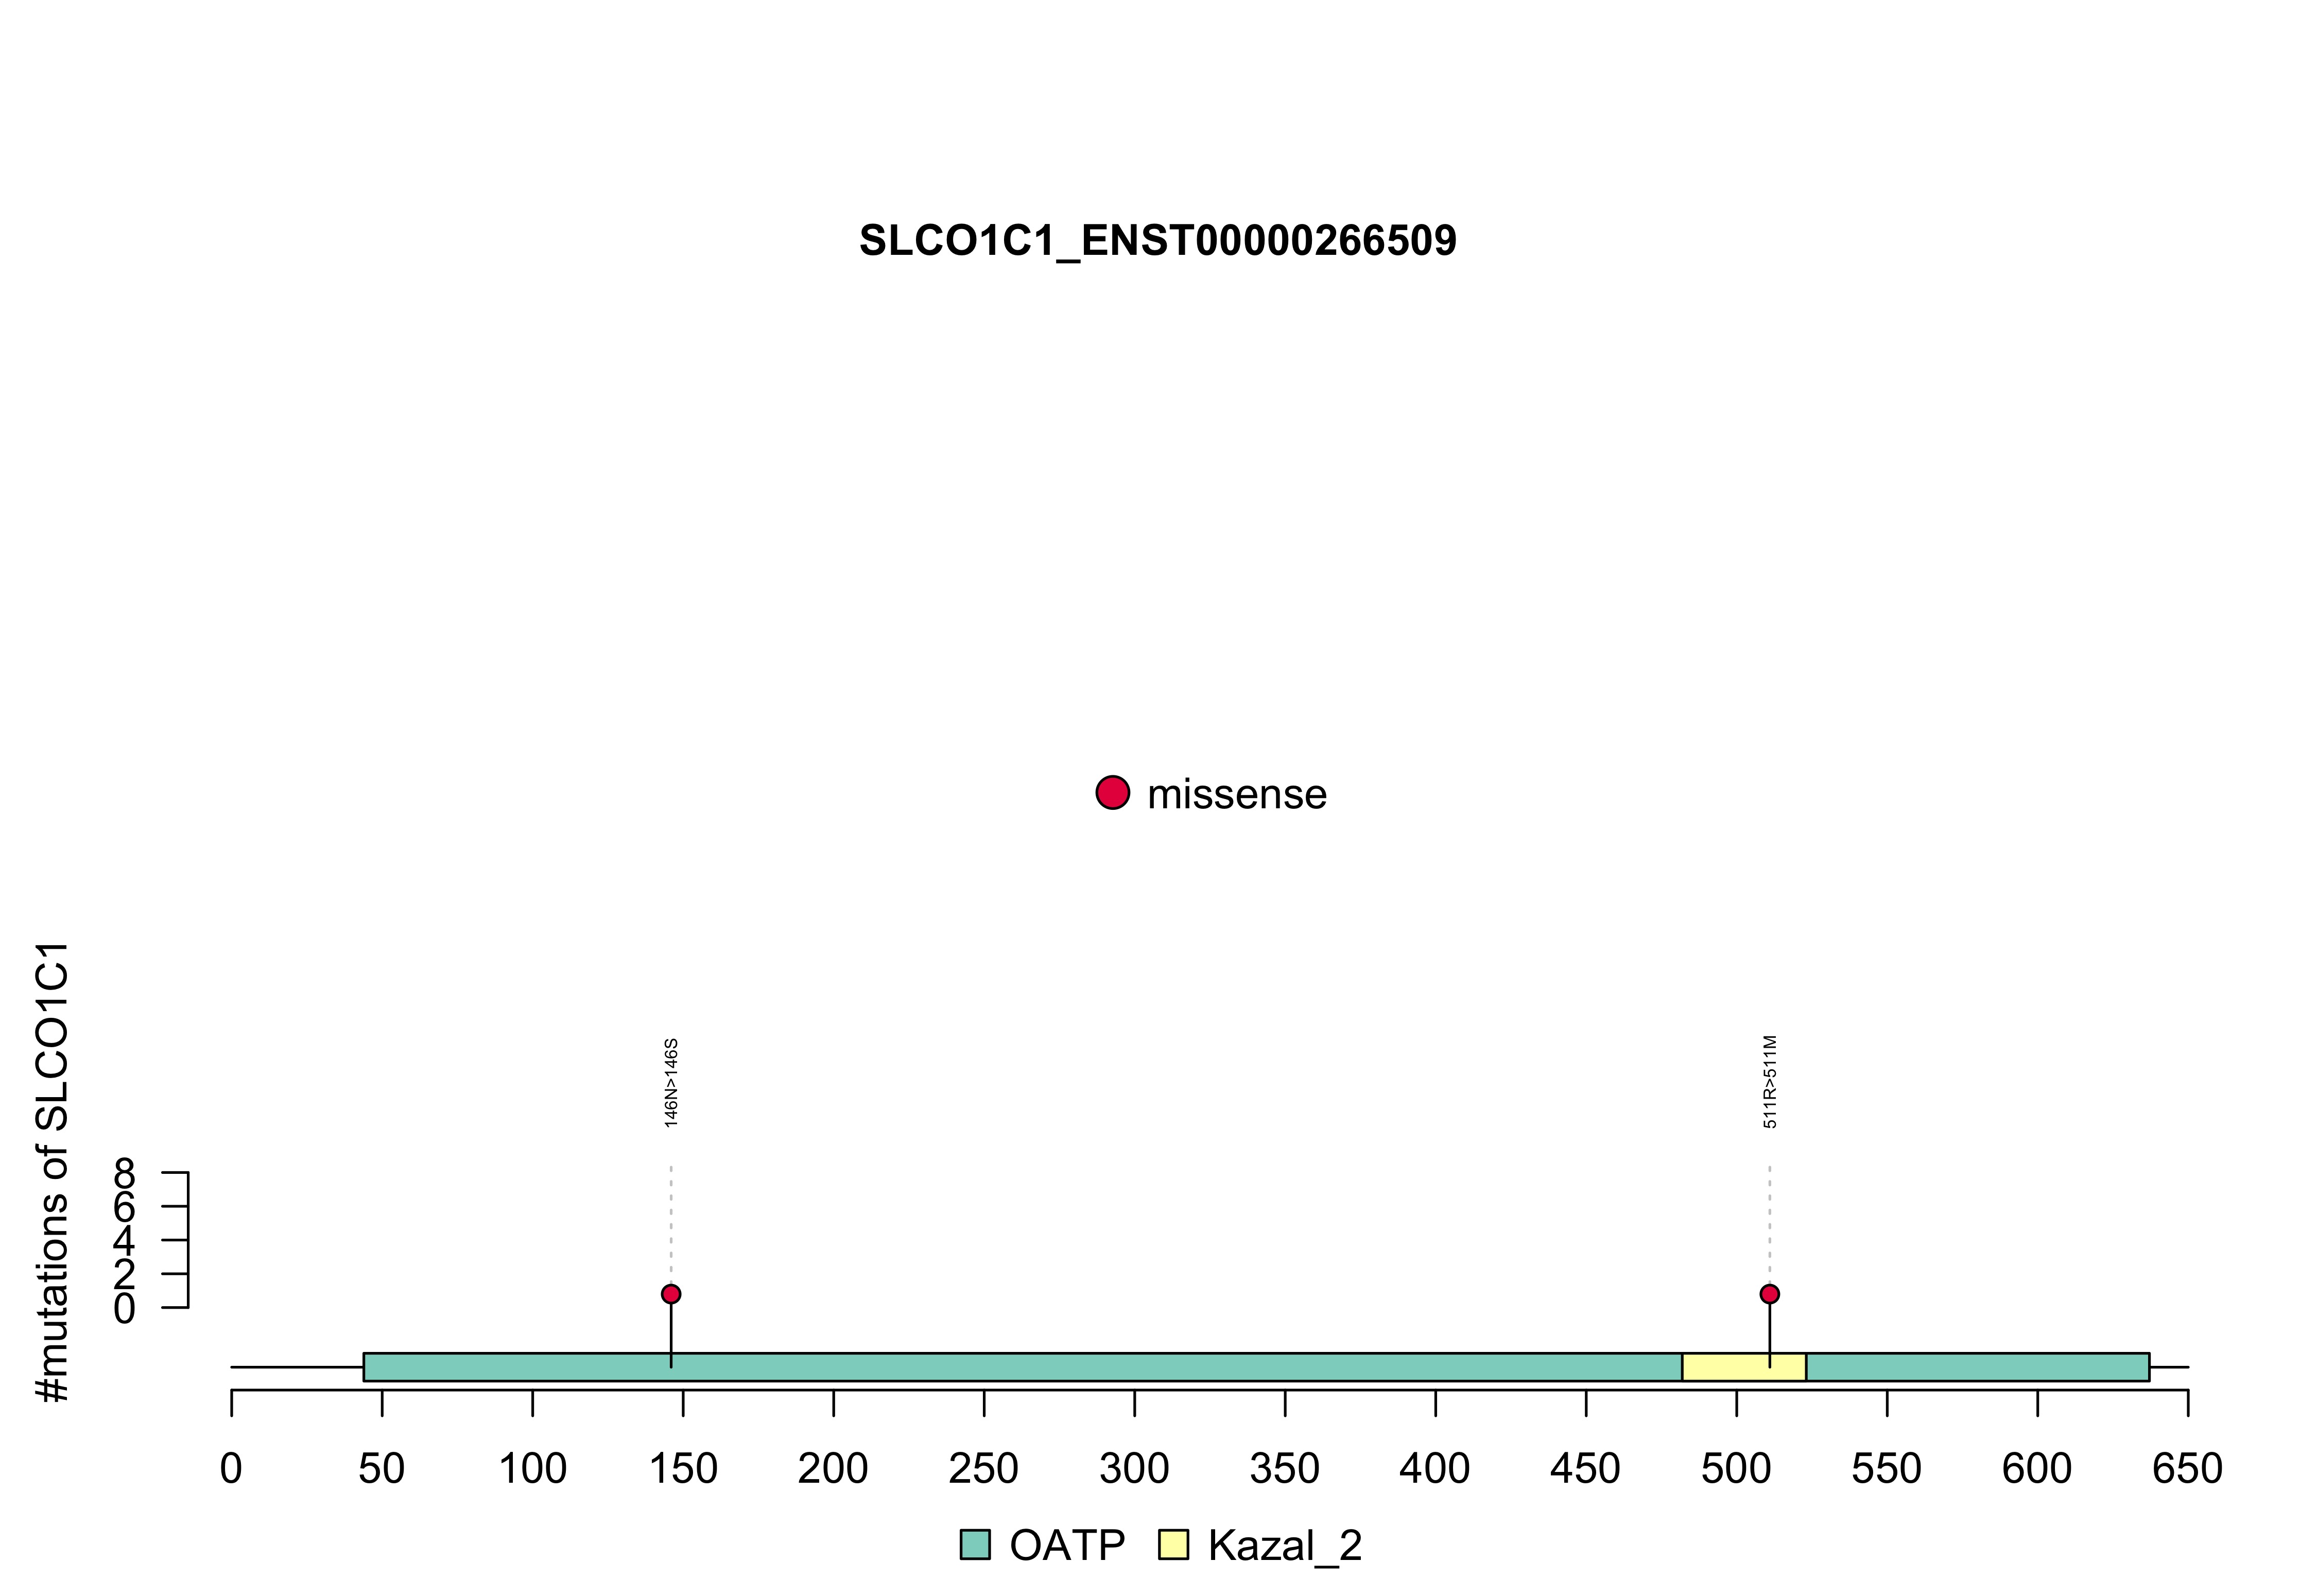 SLCO1C1_ENST00000266509
missense
#mutations of SLCO1C1
146N>146S
511R>511M
8
6
4
2
0
0 50 100 150 200 250 300 350 400 450 500 550 600 650
OATP Kazal_2